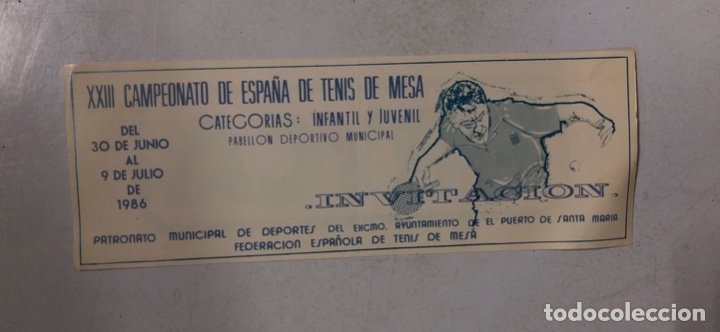 XXIII CAMPEONATO DE ESPAÑA DE TENIS DE MESA
CATEGORIAS: INFANTIL Y JUVENIL
PABELLON DEPORTIVO MUNICIPAL
DEL
30 DE JUNIO
AL
9 DE JULIO
DE
1986
.INVITACION.
PATRONATO MUNICIPAL DE DEPORTES DEL EXCMO. AYUNTAMIENTO DE EL PUERTO DE SANTA MARIA
FEDERACION ESPAÑOLA DE TENIS DE MESA
todocoleccion.net